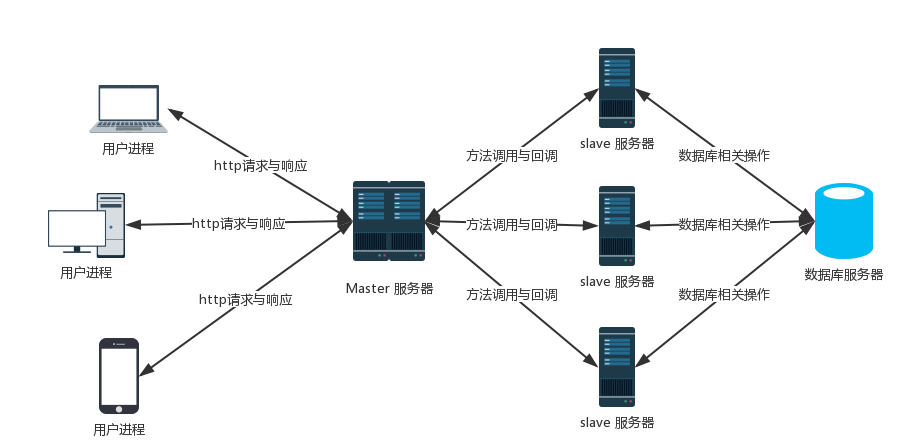 用户进程
http请求与响应
用户进程
http请求与响应
用户进程
http请求与响应
Master 服务器
方法调用与回调
slave 服务器
数据库相关操作
方法调用与回调
slave 服务器
数据库相关操作
方法调用与回调
slave 服务器
数据库相关操作
数据库服务器